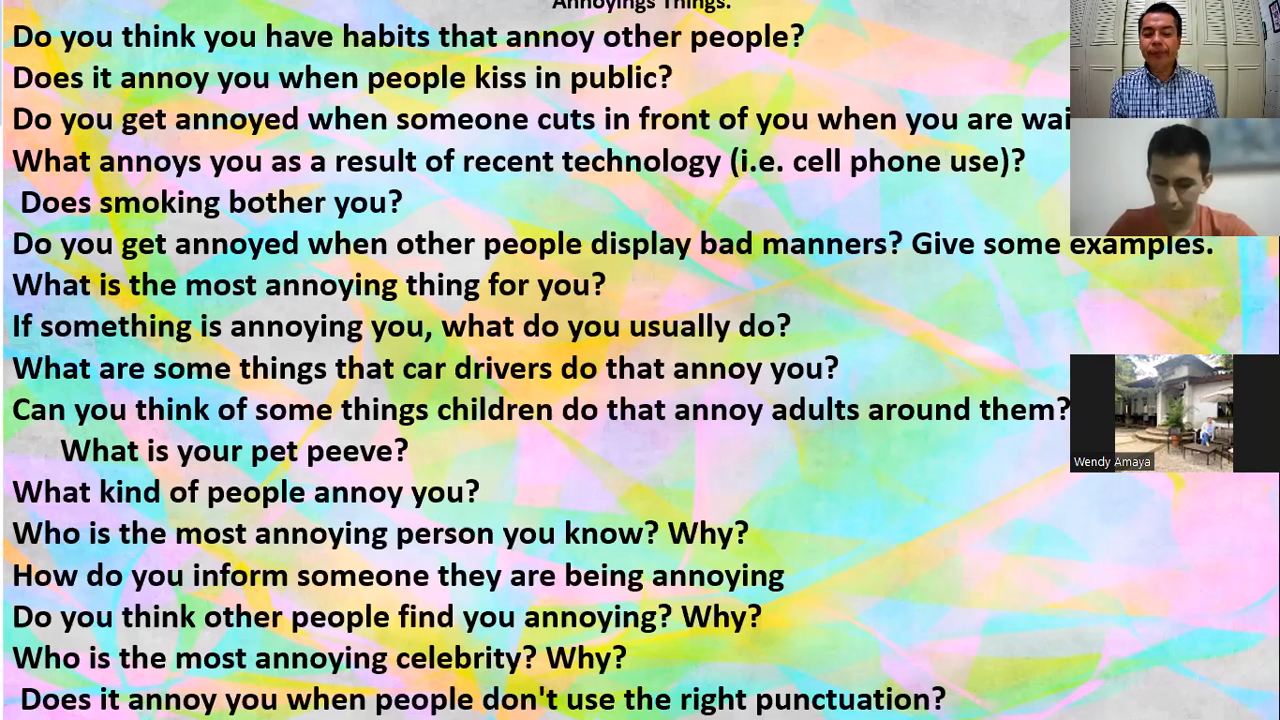 Annoyings Things.
Do you think you have habits that annoy other people?
Does it annoy you when people kiss in public?
Do you get annoyed when someone cuts in front of you when you are wai
What annoys you as a result of recent technology (i.e. cell phone use)?
Does smoking bother you?
Do you get annoyed when other people display bad manners? Give some examples.
What is the most annoying thing for you?
If something is annoying you, what do you usually do?
What are some things that car drivers do that annoy you?
Can you think of some things children do that annoy adults around them?
Wendy Amaya
What is your pet peeve?
What kind of people annoy you?
Who is the most annoying person you know? Why?
How do you inform someone they are being annoying
Do you think other people find you annoying? Why?
Who is the most annoying celebrity? Why?
Does it annoy you when people don't use the right punctuation?